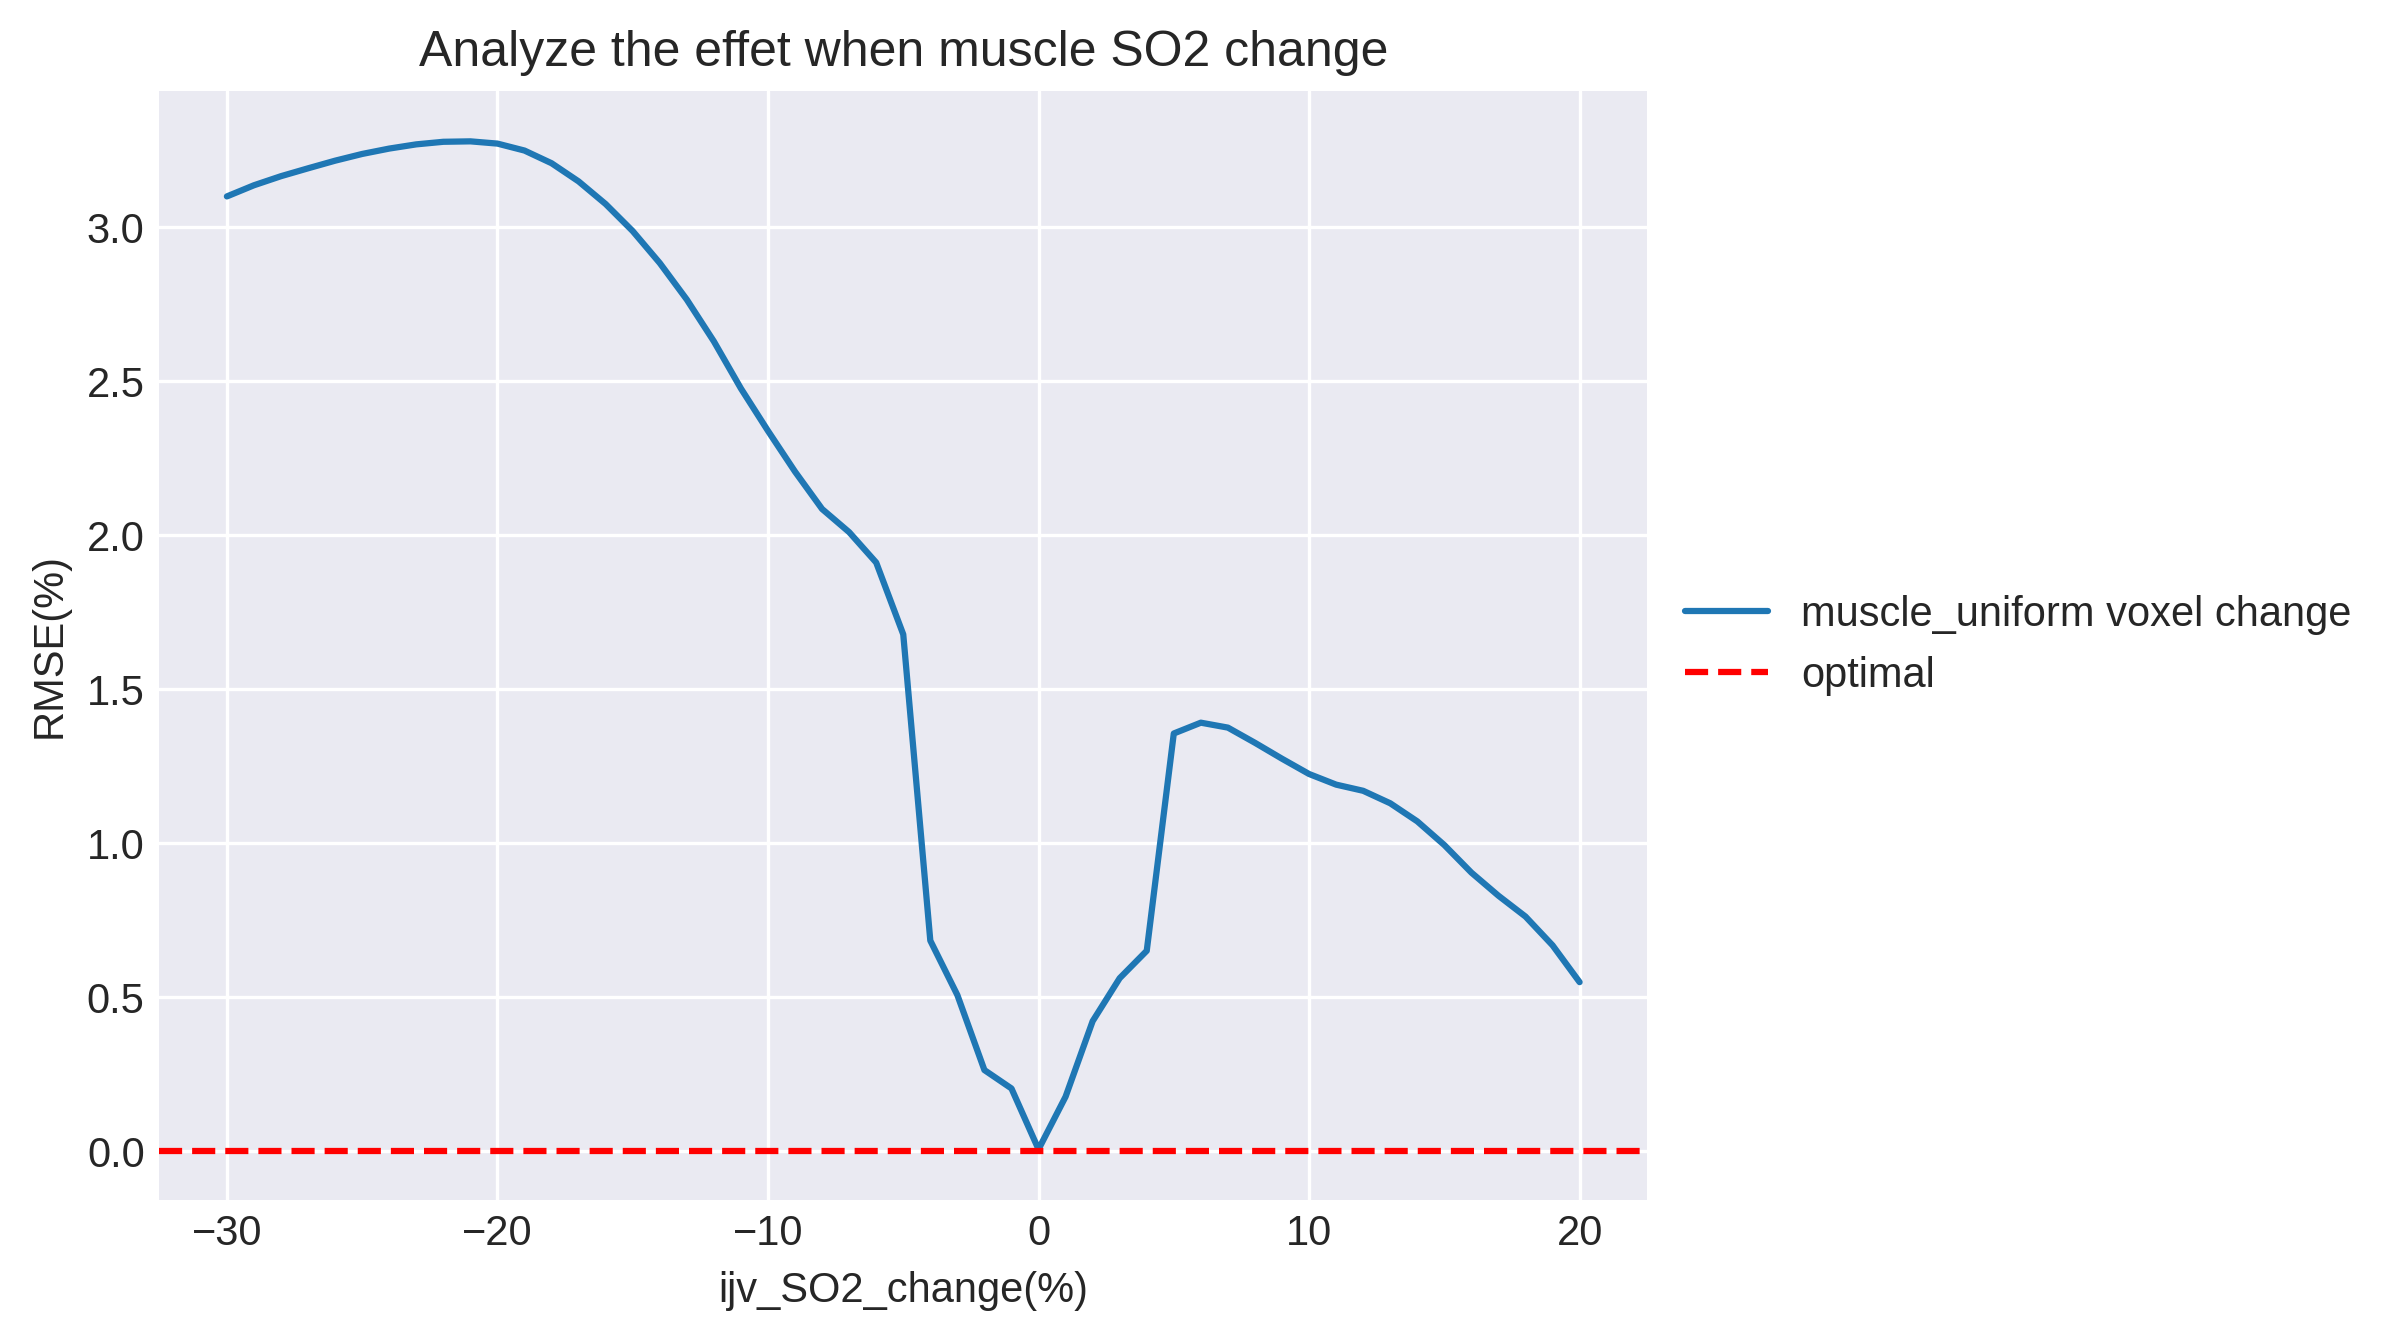 Analyze the effet when muscle SO2 change
RMSE(%)
3.0
2.5
2.0
1.5
1.0
0.5
0.0
−30
−20
−10
0
10
20
ijv_SO2_change(%)
muscle_uniform voxel change
optimal